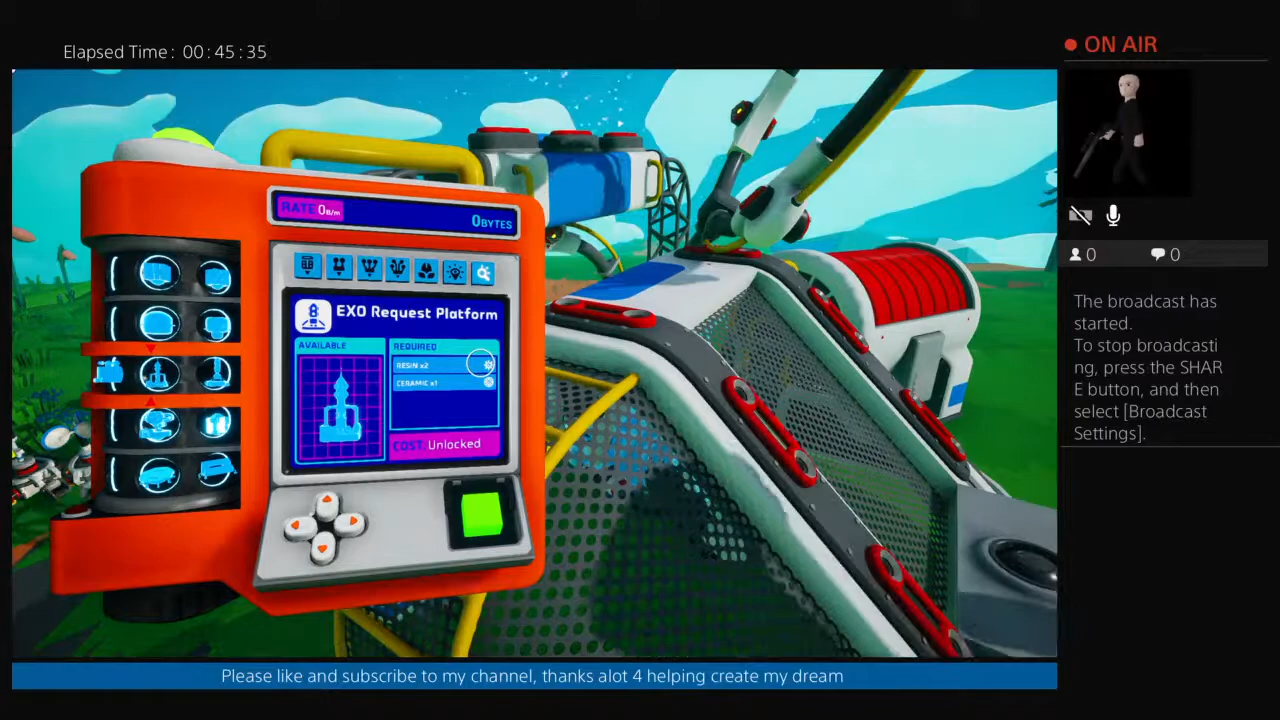 Elapsed Time: 00:45:35
ON AIR
RATE 0B/m
0BYTES
EXO Request Platform
AVAILABLE
REQUIRED
RESIN x2
CERAMIC x1
COST: Unlocked
0
0
The broadcast has
started.
To stop broadcasti
ng, press the SHAR
E button, and then
select [Broadcast
Settings].
Please like and subscribe to my channel, thanks alot 4 helping create my dream